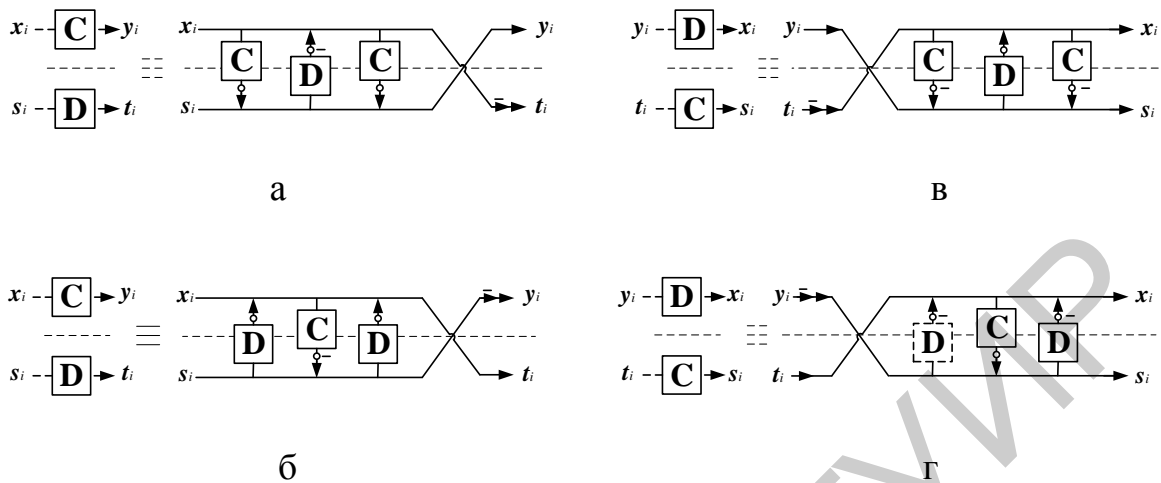 xi C yi xi C D C yi
si D ti si ti
а
yi D xi yi C D C xi
ti C si ti si
в
xi C yi xi D C D yi
si D ti si ti
б
yi D xi yi D C D xi
ti C si ti si
г
УИР